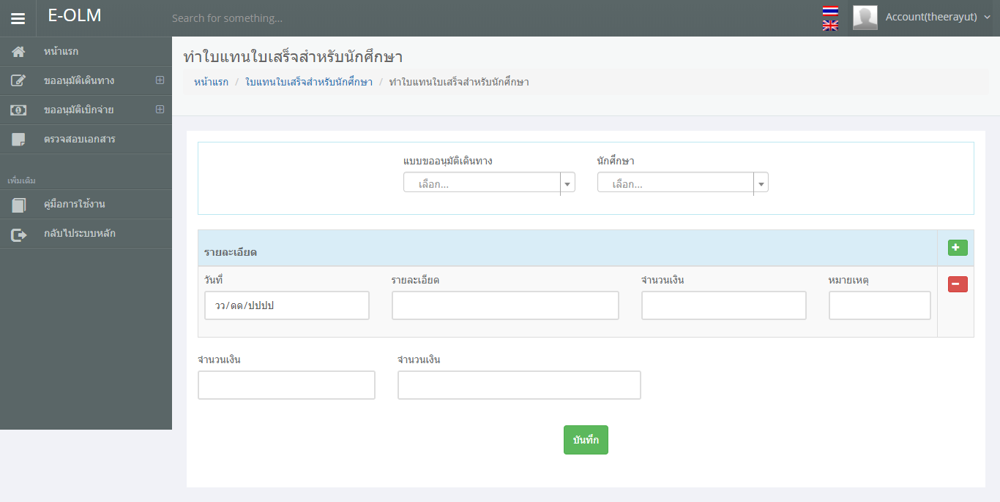 E-OLM
Search for something...
Account(theerayut)
หน้าแรก
ขออนุมัติเดินทาง
ขออนุมัติเบิกจ่าย
ตรวจสอบเอกสาร
เพิ่มเติม
คู่มือการใช้งาน
กลับไประบบหลัก
ทำใบแทนใบเสร็จสำหรับนักศึกษา
หน้าแรก / ใบแทนใบเสร็จสำหรับนักศึกษา / ทำใบแทนใบเสร็จสำหรับนักศึกษา
แบบขออนุมัติเดินทาง นักศึกษา
เลือก... เลือก...
รายละเอียด
วันที่ รายละเอียด จำนวนเงิน หมายเหตุ
วว/ดด/ปปปป
จำนวนเงิน จำนวนเงิน
บันทึก